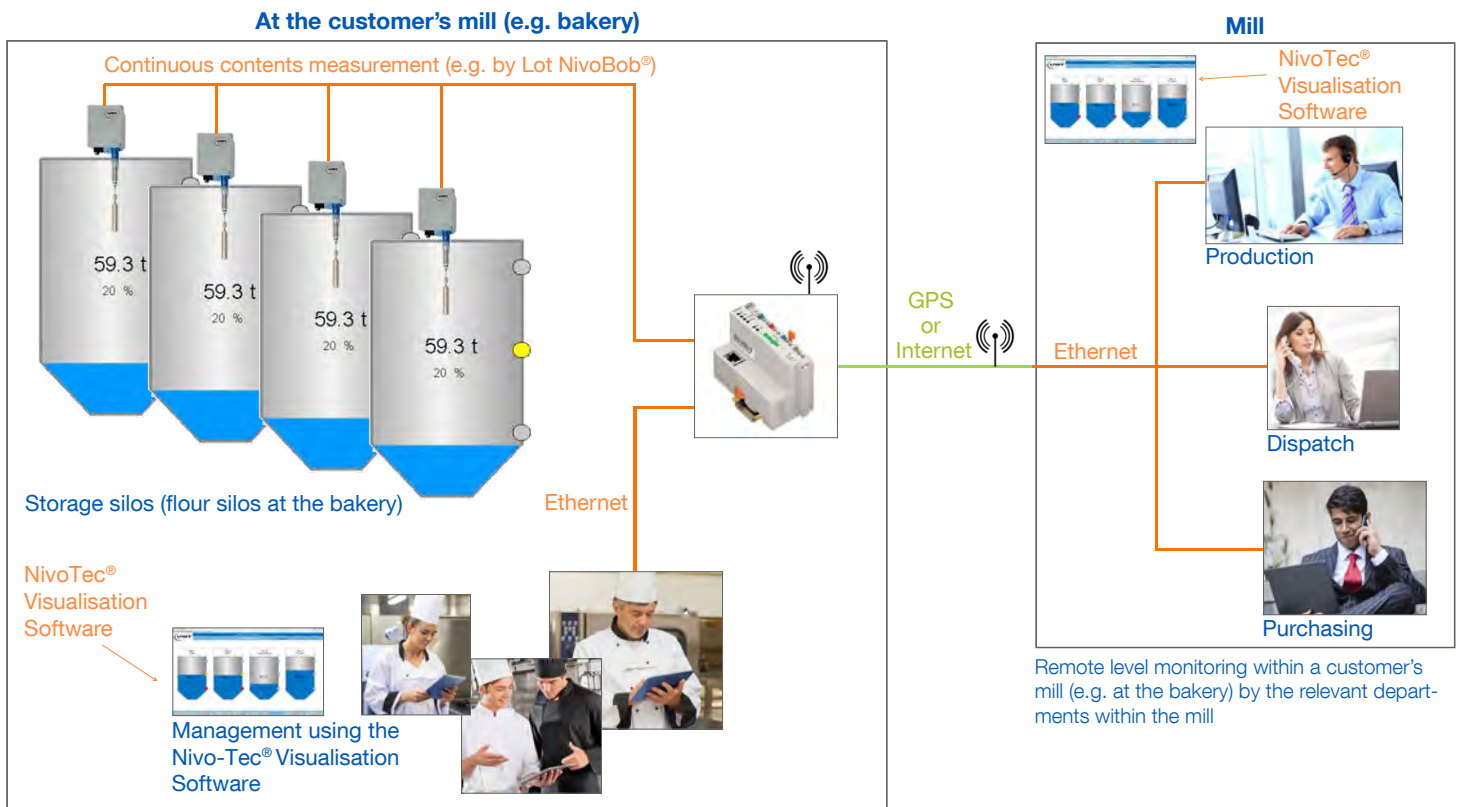 At the customer's mill (e.g. bakery)
Mill
Continuous contents measurement (e.g. by Lot NivoBob®)
NivoTec®
Visualisation
Software
59.3 t
20 %
59.3 t
20 %
59.3 t
20 %
59.3 t
20 %
Production
GPS
or
Internet
Ethernet
Dispatch
Storage silos (flour silos at the bakery)
Ethernet
NivoTec®
Visualisation
Software
Purchasing
Management using the
Nivo-Tec® Visualisation
Software
Remote level monitoring within a customer's
mill (e.g. at the bakery) by the relevant depart-
ments within the mill